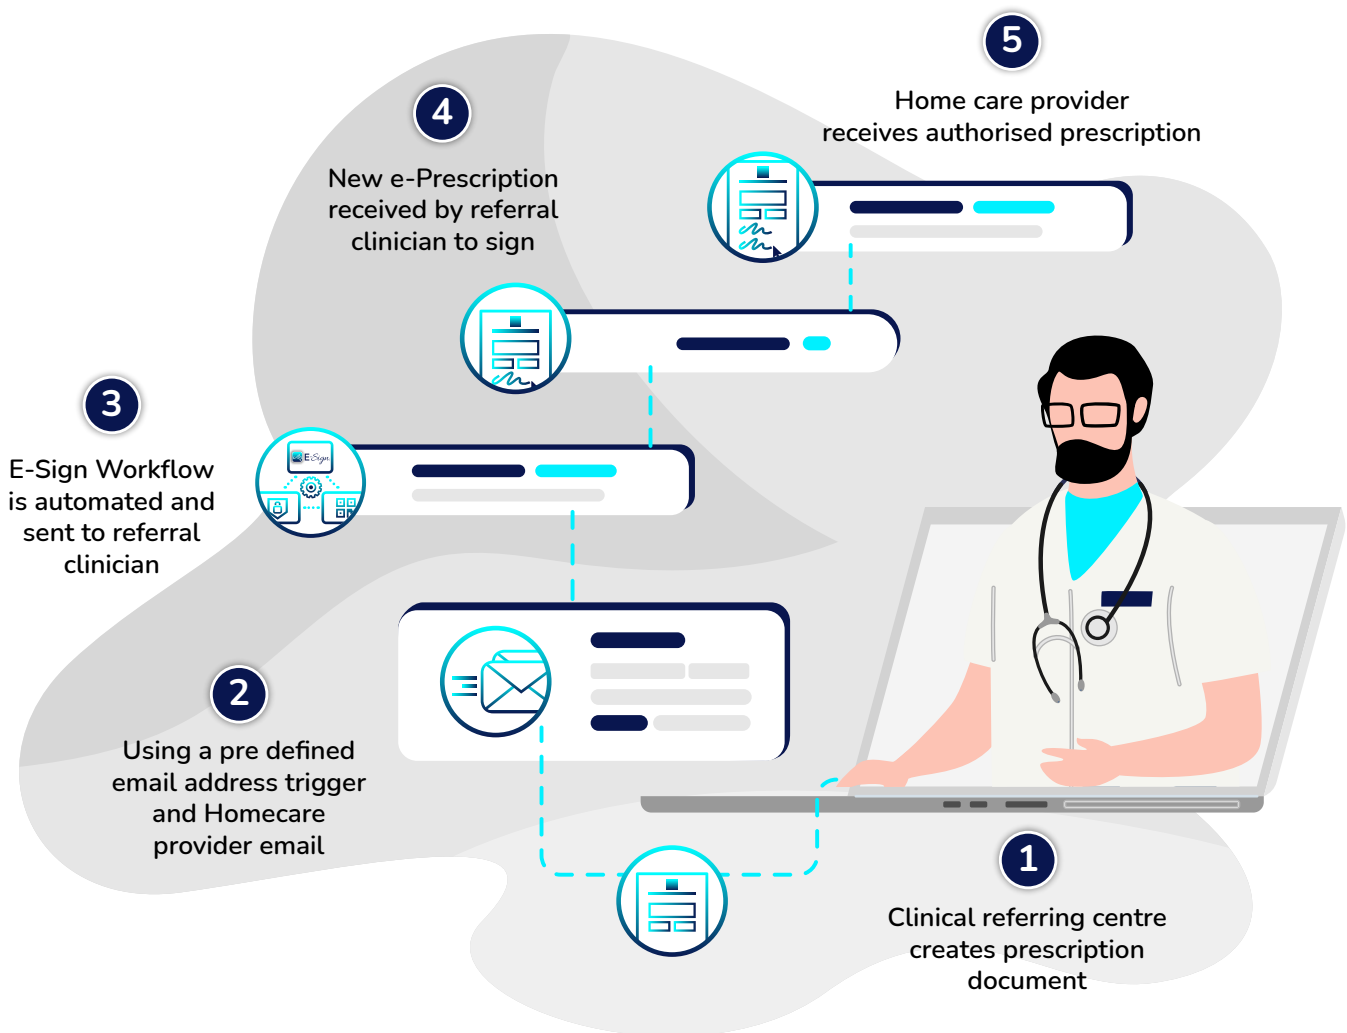 5
Home care provider
receives authorised prescription
4
New e-Prescription
received by referral
clinician to sign
3
E-Sign Workflow
is automated and
sent to referral
clinician
E-Sign
2
Using a pre defined
email address trigger
and Homecare
provider email
1
Clinical referring centre
creates prescription
document